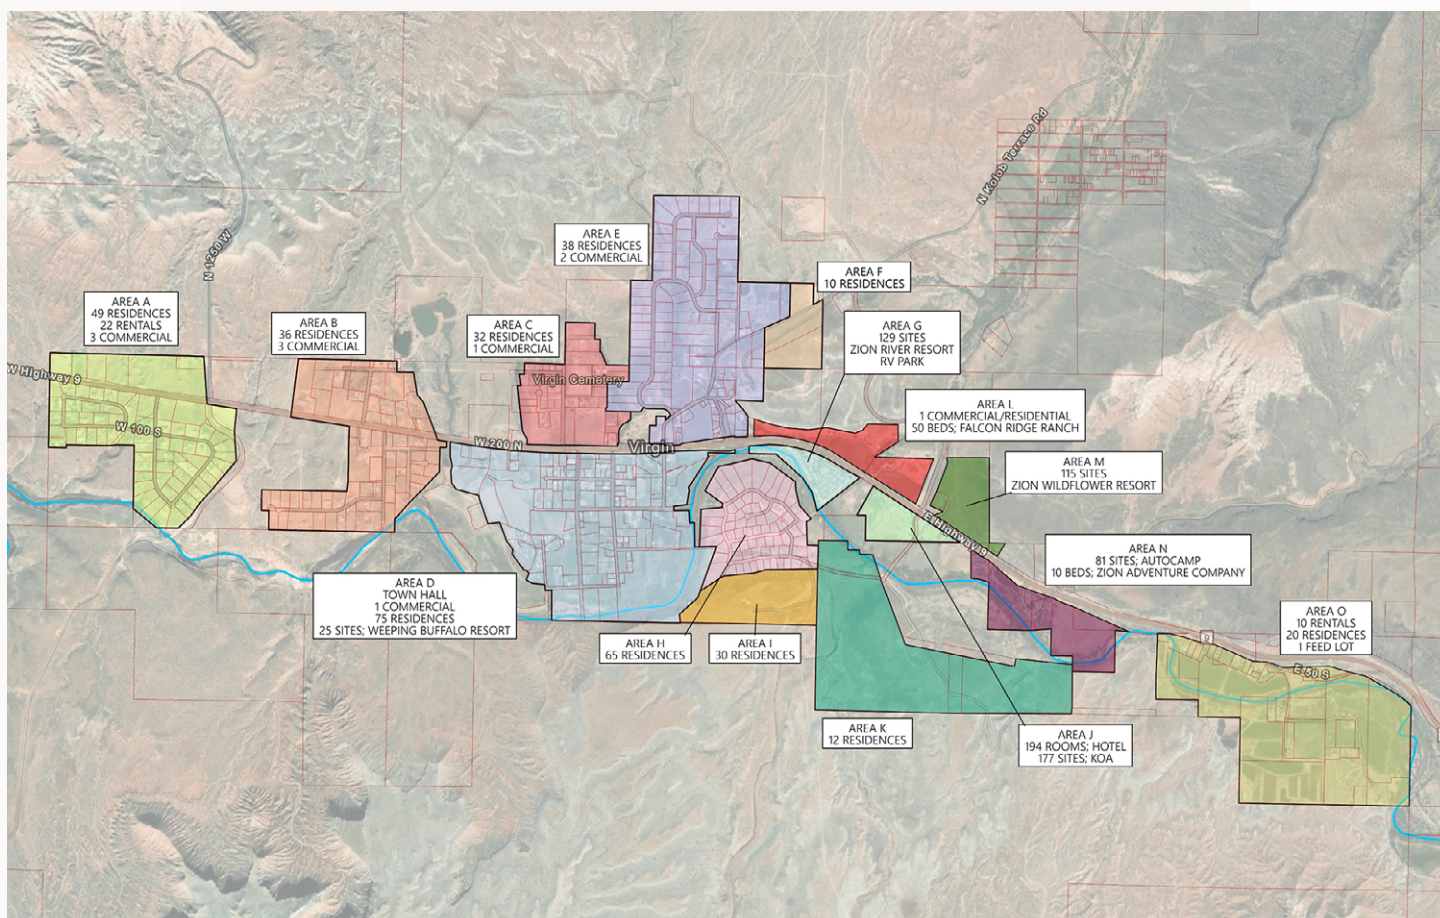 N Kolob Terrace Rd
N 1250 W
AREA E
38 RESIDENCES
2 COMMERCIAL
AREA F
10 RESIDENCES
AREA A
49 RESIDENCES
22 RENTALS
3 COMMERCIAL
AREA B
36 RESIDENCES
3 COMMERCIAL
AREA C
32 RESIDENCES
1 COMMERCIAL
AREA G
129 SITES
ZION RIVER RESORT
RV PARK
W Highway 9
Virgin Cemetery
AREA L
1 COMMERCIAL/RESIDENTIAL
50 BEDS; FALCON RIDGE RANCH
W 100 S
W 200 N
Virgin
AREA M
115 SITES
ZION WILDFLOWER RESORT
E Highway 9
AREA N
81 SITES; AUTOCAMP
10 BEDS; ZION ADVENTURE COMPANY
AREA D
TOWN HALL
1 COMMERCIAL
75 RESIDENCES
25 SITES; WEEPING BUFFALO RESORT
AREA H
65 RESIDENCES
AREA I
30 RESIDENCES
AREA O
10 RENTALS
20 RESIDENCES
1 FEED LOT
9
E 50 S
AREA K
12 RESIDENCES
AREA J
194 ROOMS; HOTEL
177 SITES; KOA